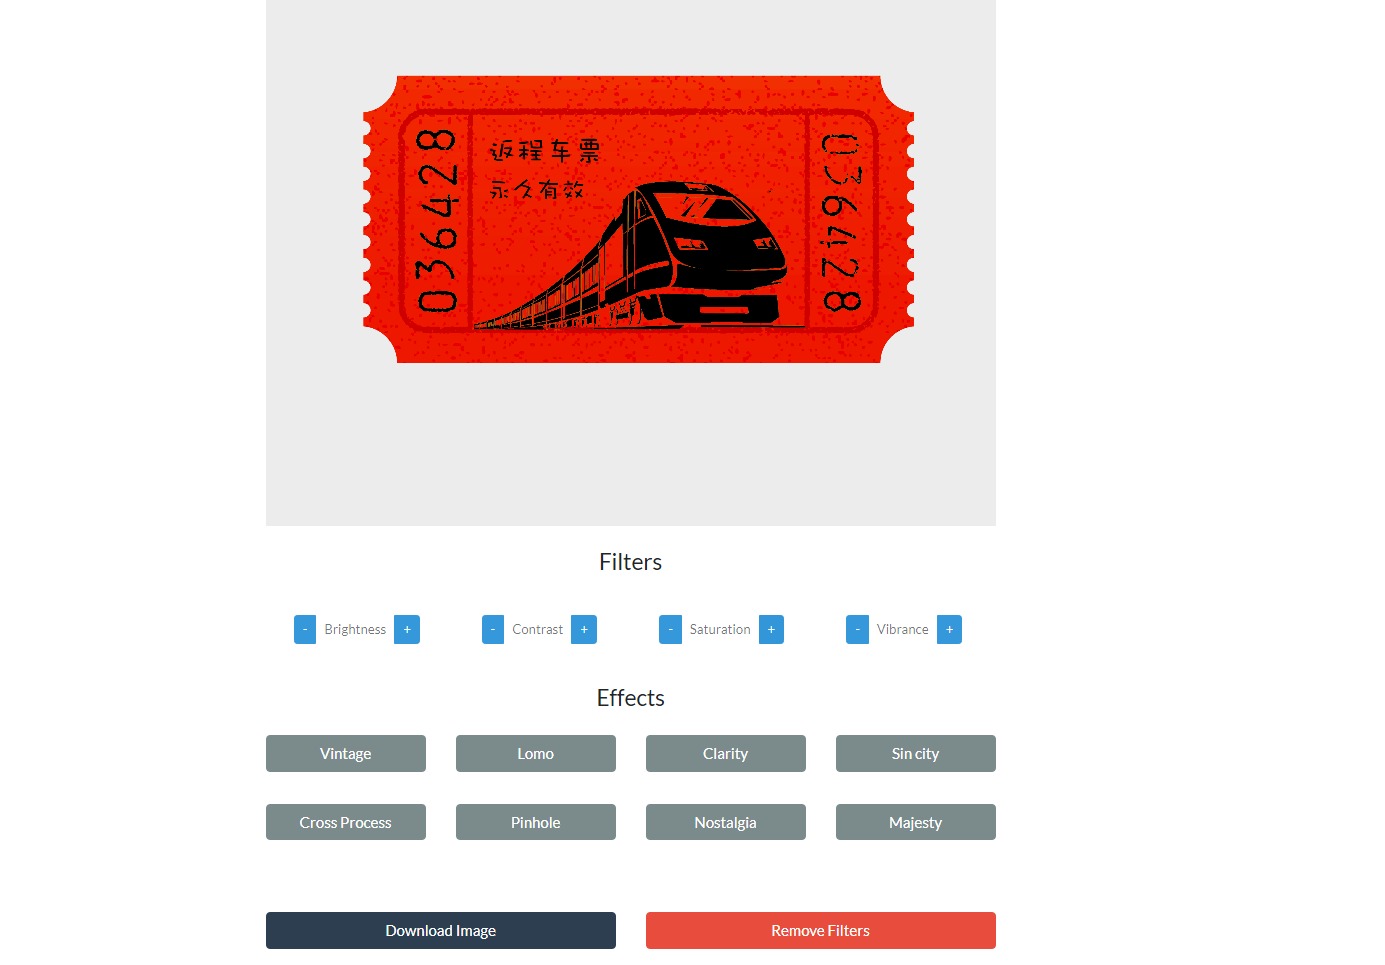 036428
返程车票
永久有效
036428
Filters
- Brightness +
- Contrast +
- Saturation +
- Vibrance +
Effects
Vintage
Lomo
Clarity
Sin city
Cross Process
Pinhole
Nostalgia
Majesty
Download Image
Remove Filters